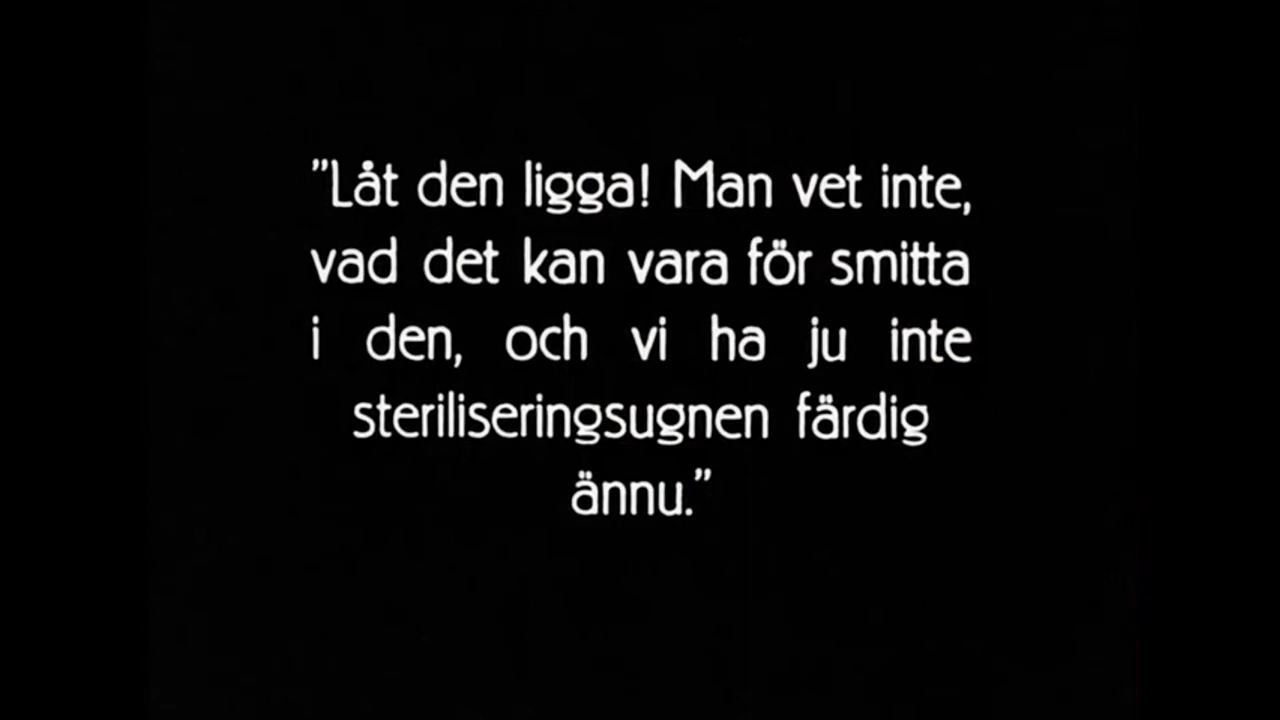 ”Låt den ligga! Man vet inte,
vad det kan vara för smitta
i den, och vi ha ju inte
steriliseringsugnen färdig
ännu.”